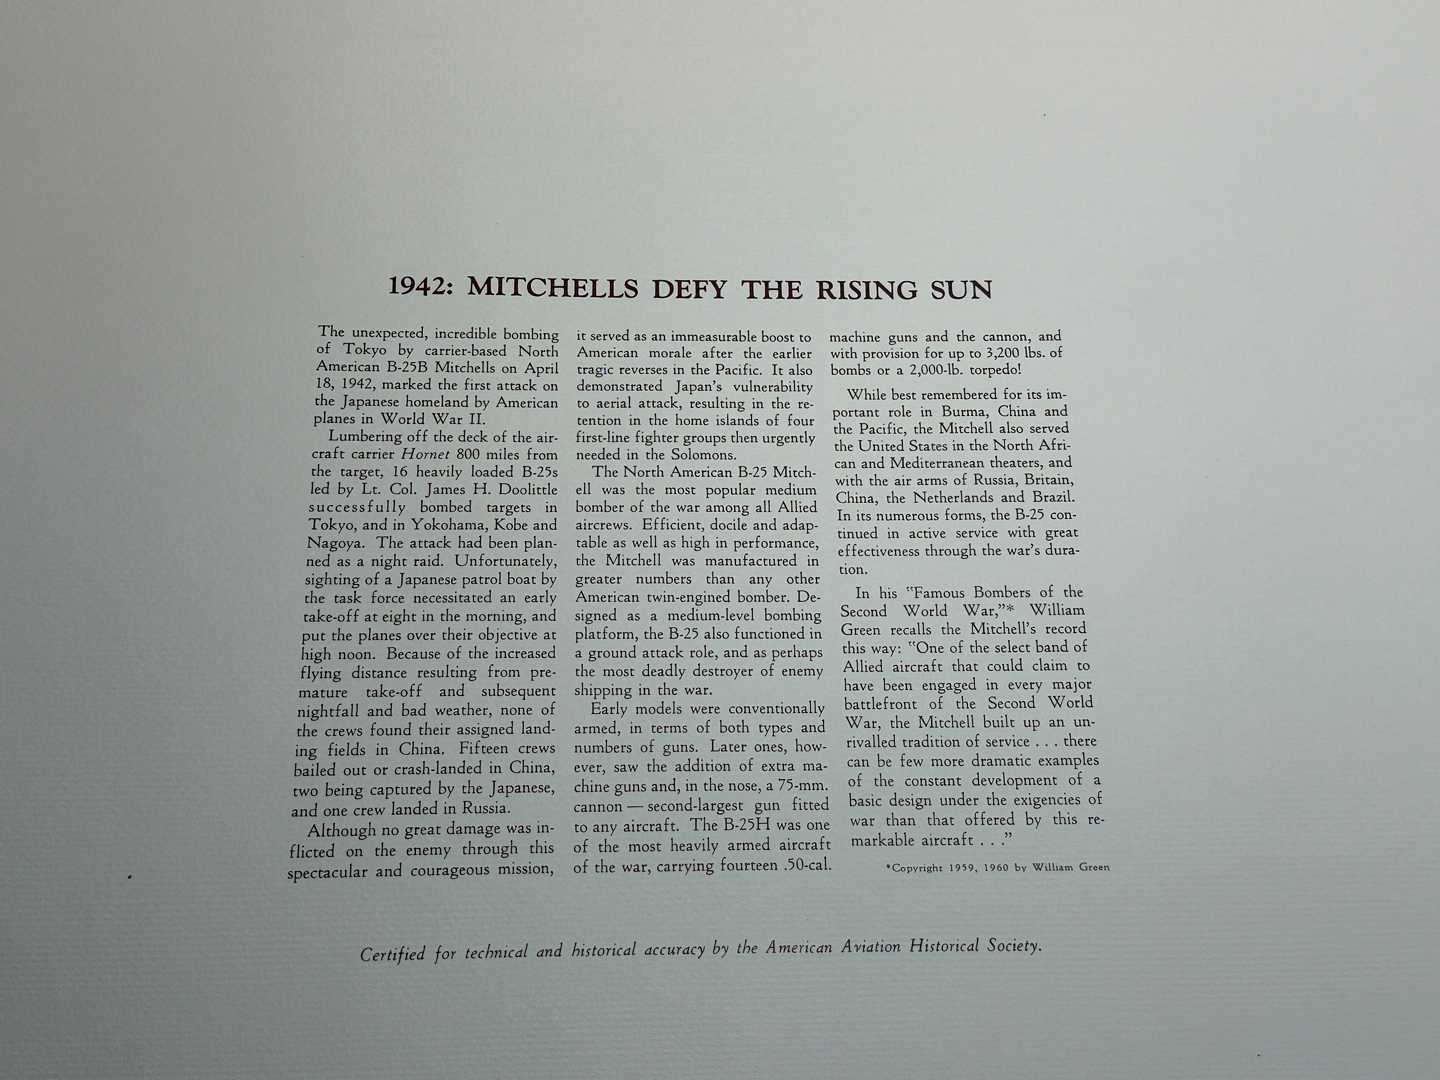 1942: MITCHELLS DEFY THE RISING SUN
The unexpected, incredible bombing
of Tokyo by carrier-based North
American B-25B Mitchells on April
18, 1942, marked the first attack on
the Japanese homeland by American
planes in World War II.
Lumbering off the deck of the air-
craft carrier Hornet 800 miles from
the target, 16 heavily loaded B-25s
led by Lt. Col. James H. Doolittle
successfully bombed targets in
Tokyo, and in Yokohama, Kobe and
Nagoya. The attack had been plan-
ned as a night raid. Unfortunately,
sighting of a Japanese patrol boat by
the task force necessitated an early
take-off at eight in the morning, and
put the planes over their objective at
high noon. Because of the increased
flying distance resulting from pre-
mature take-off and subsequent
nightfall and bad weather, none of
the crews found their assigned land-
ing fields in China. Fifteen crews
bailed out or crash-landed in China,
two being captured by the Japanese,
and one crew landed in Russia.
Although no great damage was in-
flicted on the enemy through this
spectacular and courageous mission,
it served as an immeasurable boost to
American morale after the earlier
tragic reverses in the Pacific. It also
demonstrated Japan's vulnerability
to aerial attack, resulting in the re-
tention in the home islands of four
first-line fighter groups then urgently
needed in the Solomons.
The North American B-25 Mitch-
ell was the most popular medium
bomber of the war among all Allied
aircrews. Efficient, docile and adap-
table as well as high in performance,
the Mitchell was manufactured in
greater numbers than any other
American twin-engined bomber. De-
signed as a medium-level bombing
platform, the B-25 also functioned in
a ground attack role, and as perhaps
the most deadly destroyer of enemy
shipping in the war.
Early models were conventionally
armed, in terms of both types and
numbers of guns. Later ones, how-
ever, saw the addition of extra ma-
chine guns and, in the nose, a 75-mm.
cannon — second-largest gun fitted
to any aircraft. The B-25H was one
of the most heavily armed aircraft
of the war, carrying fourteen .50-cal.
machine guns and the cannon, and
with provision for up to 3,200 lbs. of
bombs or a 2,000-lb. torpedo!
While best remembered for its im-
portant role in Burma, China and
the Pacific, the Mitchell also served
the United States in the North Afri-
can and Mediterranean theaters, and
with the air arms of Russia, Britain,
China, the Netherlands and Brazil.
In its numerous forms, the B-25 con-
tinued in active service with great
effectiveness through the war's dura-
tion.
In his "Famous Bombers of the
Second World War,"* William
Green recalls the Mitchell's record
this way: "One of the select band of
Allied aircraft that could claim to
have been engaged in every major
battlefront of the Second World
War, the Mitchell built up an un-
rivalled tradition of service . . . there
can be few more dramatic examples
of the constant development of a
basic design under the exigencies of
war than that offered by this re-
markable aircraft . . ."
*Copyright 1959, 1960 by William Green
Certified for technical and historical accuracy by the American Aviation Historical Society.